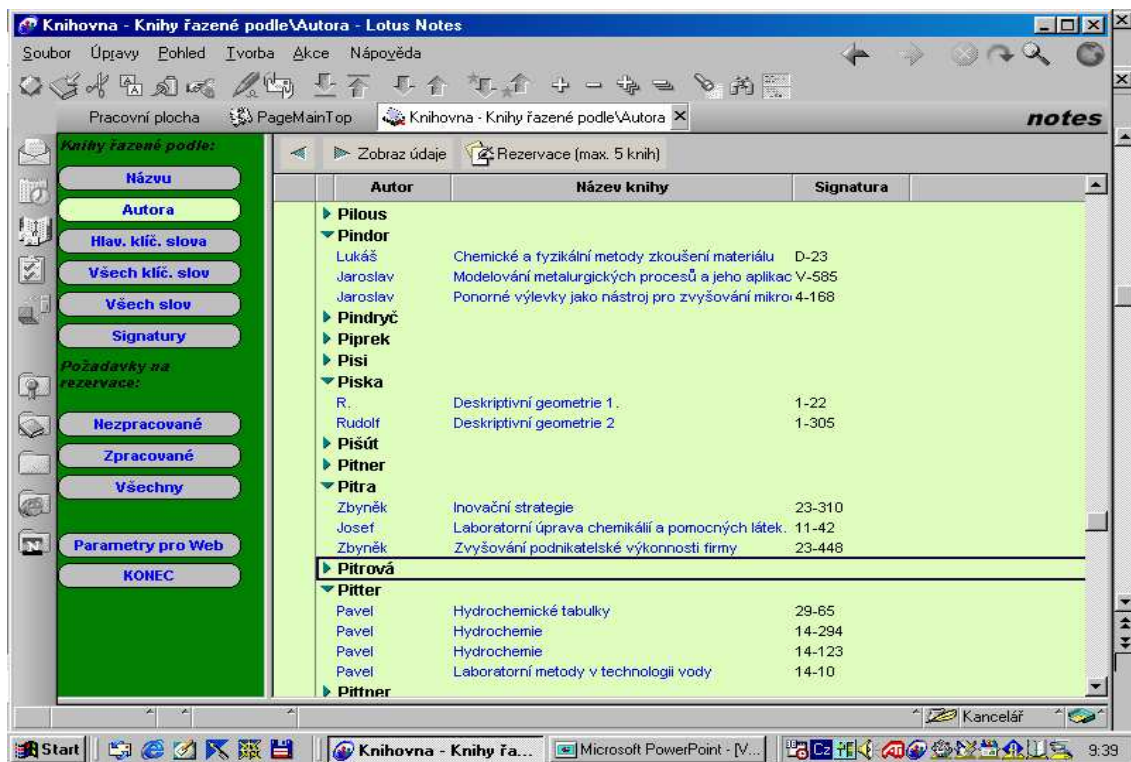 Knihovna - Knihy řazené podle\Autora - Lotus Notes
Soubor Úpravy Pohled Tvorba Akce Nápověda
Pracovní plocha PageMainTop Knihovna - Knihy řazené podle\Autora notes
Knihy řazené podle:
Názvu
Autora
Hlav. klíč. slova
Všech klíč. slov
Všech slov
Signatury
Požadavky na
rezervace:
Nezpracované
Zpracované
Všechny
Parametry pro Web
KONEC
Zobraz údaje Rezervace (max. 5 knih)
Autor Název knihy Signatura
Pilous
Pindor
Lukáš Chemické a fyzikální metody zkoušení materiálu D-23
Jaroslav Modelování metalurgických procesů a jeho aplikac V-585
Jaroslav Ponorné výlevky jako nástroj pro zvyšování mikro 4-168
Pindryč
Piprek
Pisi
Piska
R. Deskriptivní geometrie 1. 1-22
Rudolf Deskriptivní geometrie 2 1-305
Pišút
Pitner
Pitra
Zbyněk Inovační strategie 23-310
Josef Laboratorní úprava chemikálií a pomocných látek. 11-42
Zbyněk Zvyšování podnikatelské výkonnosti firmy 23-448
Pitrová
Pitter
Pavel Hydrochemické tabulky 29-65
Pavel Hydrochemie 14-294
Pavel Hydrochemie 14-123
Pavel Laboratorní metody v technologii vody 14-10
Pittner
Kancelář
Start Knihovna - Knihy řa... Microsoft PowerPoint - [V... Cz 9:39